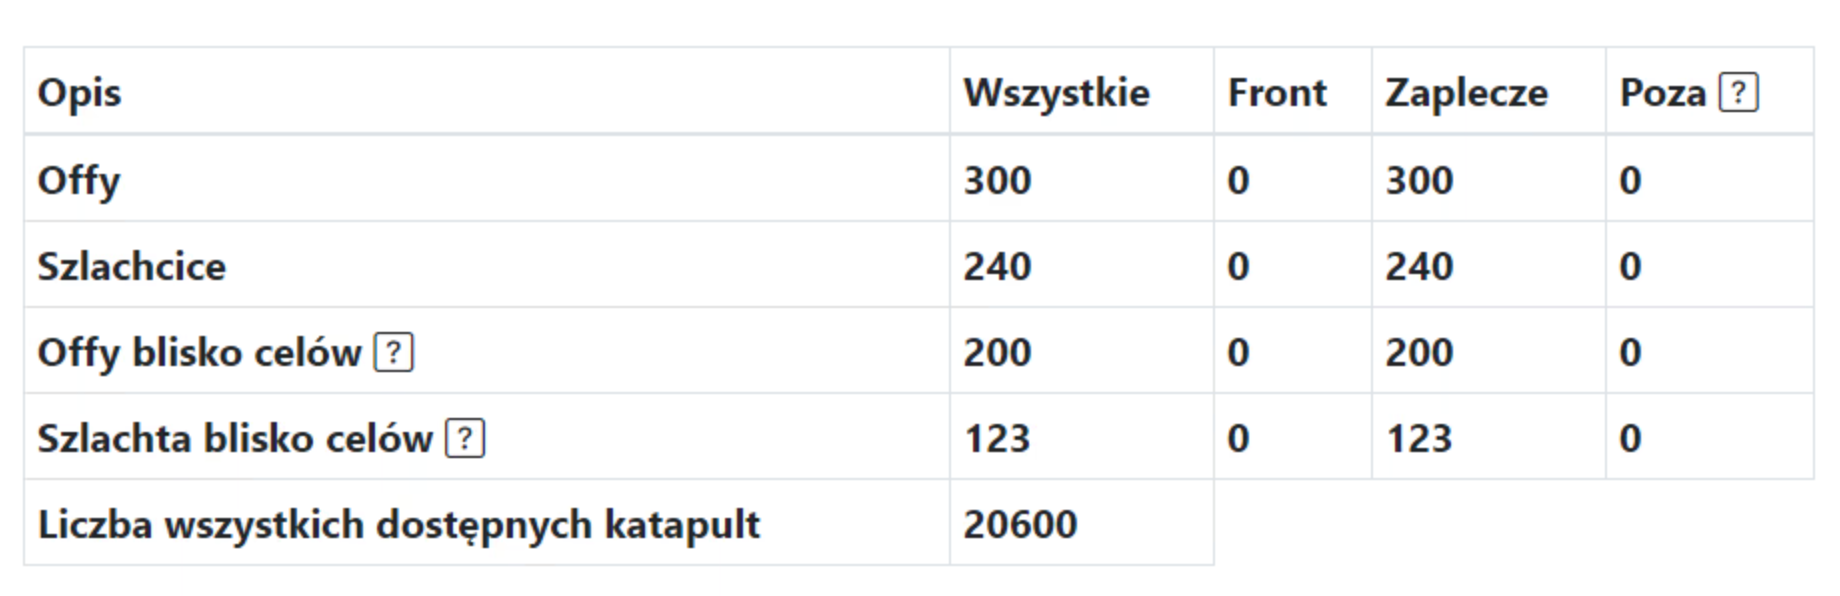 Opis Wszystkie Front Zaplecze Poza ?
Offy 300 0 300 0
Szlachcice 240 0 240 0
Offy blisko celów ? 200 0 200 0
Szlachta blisko celów ? 123 0 123 0
Liczba wszystkich dostępnych katapult 20600